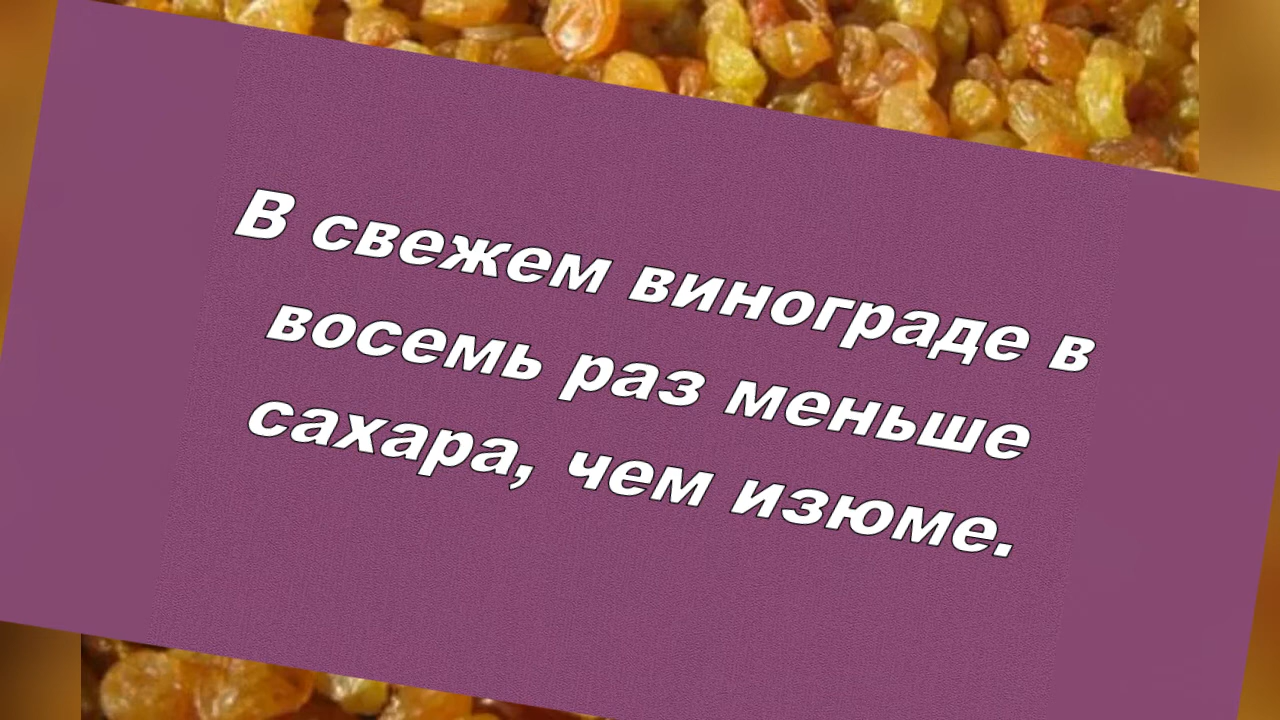 В свежем винограде в
восемь раз меньше
сахара, чем изюме.